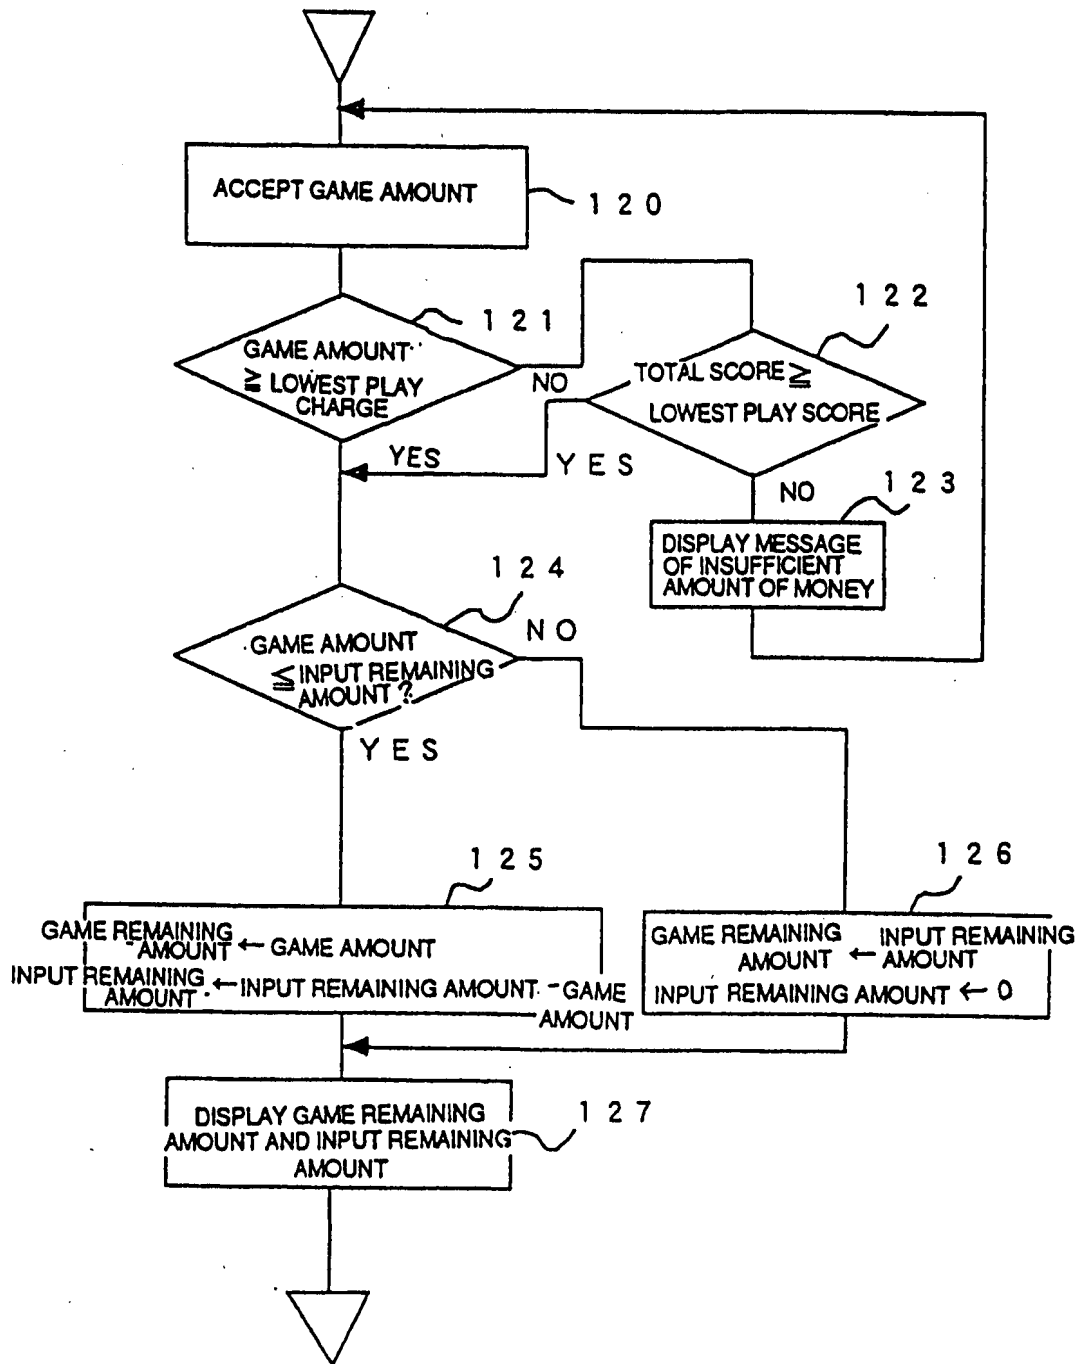 ACCEPT GAME AMOUNT
120
121
GAME AMOUNT
≧ LOWEST PLAY
CHARGE
NO
YES
122
TOTAL SCORE ≧
LOWEST PLAY SCORE
YES
NO
123
DISPLAY MESSAGE
OF INSUFFICIENT
AMOUNT OF MONEY
124
GAME AMOUNT
≦ INPUT REMAINING
AMOUNT ?
NO
YES
125
GAME REMAINING
AMOUNT ← GAME AMOUNT
INPUT REMAINING
AMOUNT ← INPUT REMAINING AMOUNT - GAME
AMOUNT
126
GAME REMAINING
AMOUNT ← INPUT REMAINING
AMOUNT
INPUT REMAINING AMOUNT ← 0
DISPLAY GAME REMAINING
AMOUNT AND INPUT REMAINING
AMOUNT
127